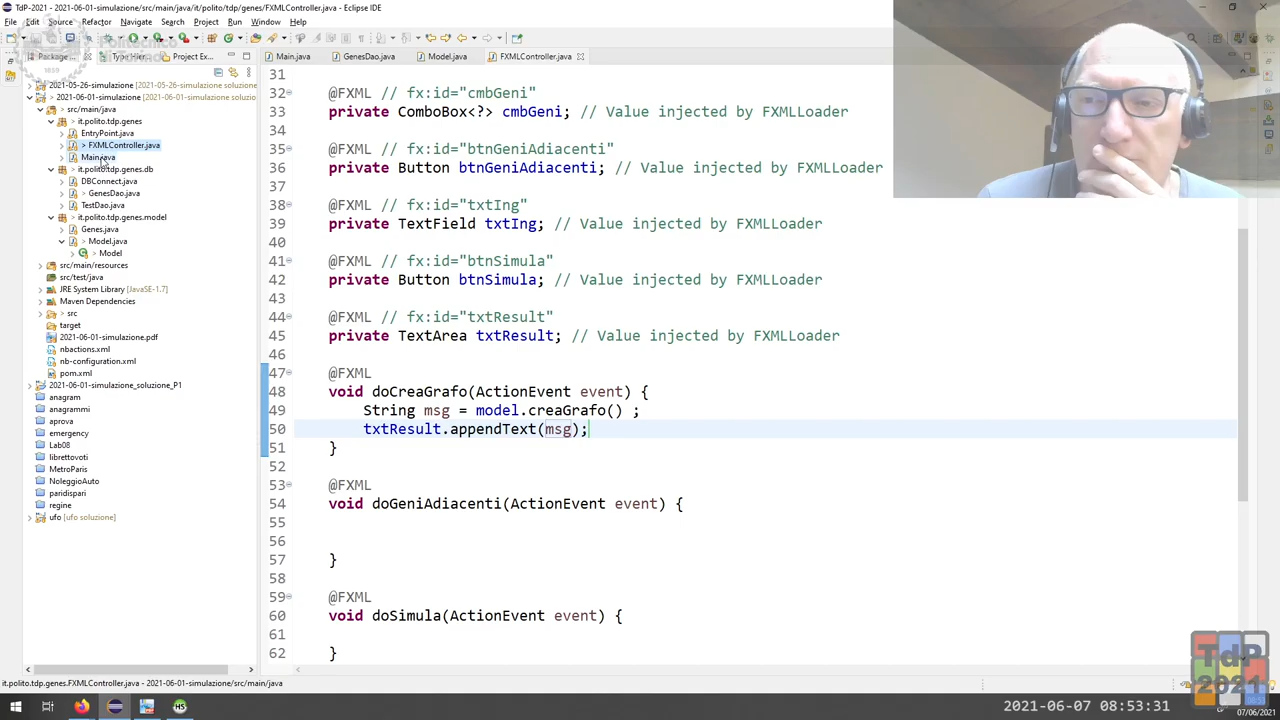 TdP-2021 - 2021-06-01-simulazione/src/main/java/it/polito/tdp/genes/FXMLController.java - Eclipse IDE
File Edit Source Refactor Navigate Search Project Run Window Help
Politecnico
1859
Package... Type Hier... Project Ex...
Main.java GenesDao.java Model.java FXMLController.java
2021-05-26-simulazione [2021-05-26-simulazione soluzione
2021-06-01-simulazione [2021-06-01-simulazione soluzio
> src/main/java
> it.polito.tdp.genes
EntryPoint.java
> FXMLController.java
Main.java
> it.polito.tdp.genes.db
DBConnect.java
> GenesDao.java
TestDao.java
> it.polito.tdp.genes.model
Genes.java
> Model.java
> Model
src/main/resources
src/test/java
JRE System Library [JavaSE-1.7]
Maven Dependencies
> src
target
2021-06-01-simulazione.pdf
nbactions.xml
nb-configuration.xml
pom.xml
2021-06-01-simulazione_soluzione_P1
anagram
anagrammi
aprova
emergency
Lab08
librettovoti
MetroParis
NoleggioAuto
paridispari
regine
ufo [ufo soluzione]
31
32 @FXML // fx:id="cmbGeni"
33 private ComboBox<?> cmbGeni; // Value injected by FXMLLoader
34
35 @FXML // fx:id="btnGeniAdiacenti"
36 private Button btnGeniAdiacenti; // Value injected by FXMLLoader
37
38 @FXML // fx:id="txtIng"
39 private TextField txtIng; // Value injected by FXMLLoader
40
41 @FXML // fx:id="btnSimula"
42 private Button btnSimula; // Value injected by FXMLLoader
43
44 @FXML // fx:id="txtResult"
45 private TextArea txtResult; // Value injected by FXMLLoader
46
47 @FXML
48 void doCreaGrafo(ActionEvent event) {
49 String msg = model.creaGrafo() ;
50 txtResult.appendText(msg);
51 }
52
53 @FXML
54 void doGeniAdiacenti(ActionEvent event) {
55
56
57 }
58
59 @FXML
60 void doSimula(ActionEvent event) {
61
62 }
it.polito.tdp.genes.FXMLController.java - 2021-06-01-simulazione/src/main/java
TdP
2021
2021-06-07 08:53:31
07/06/2021